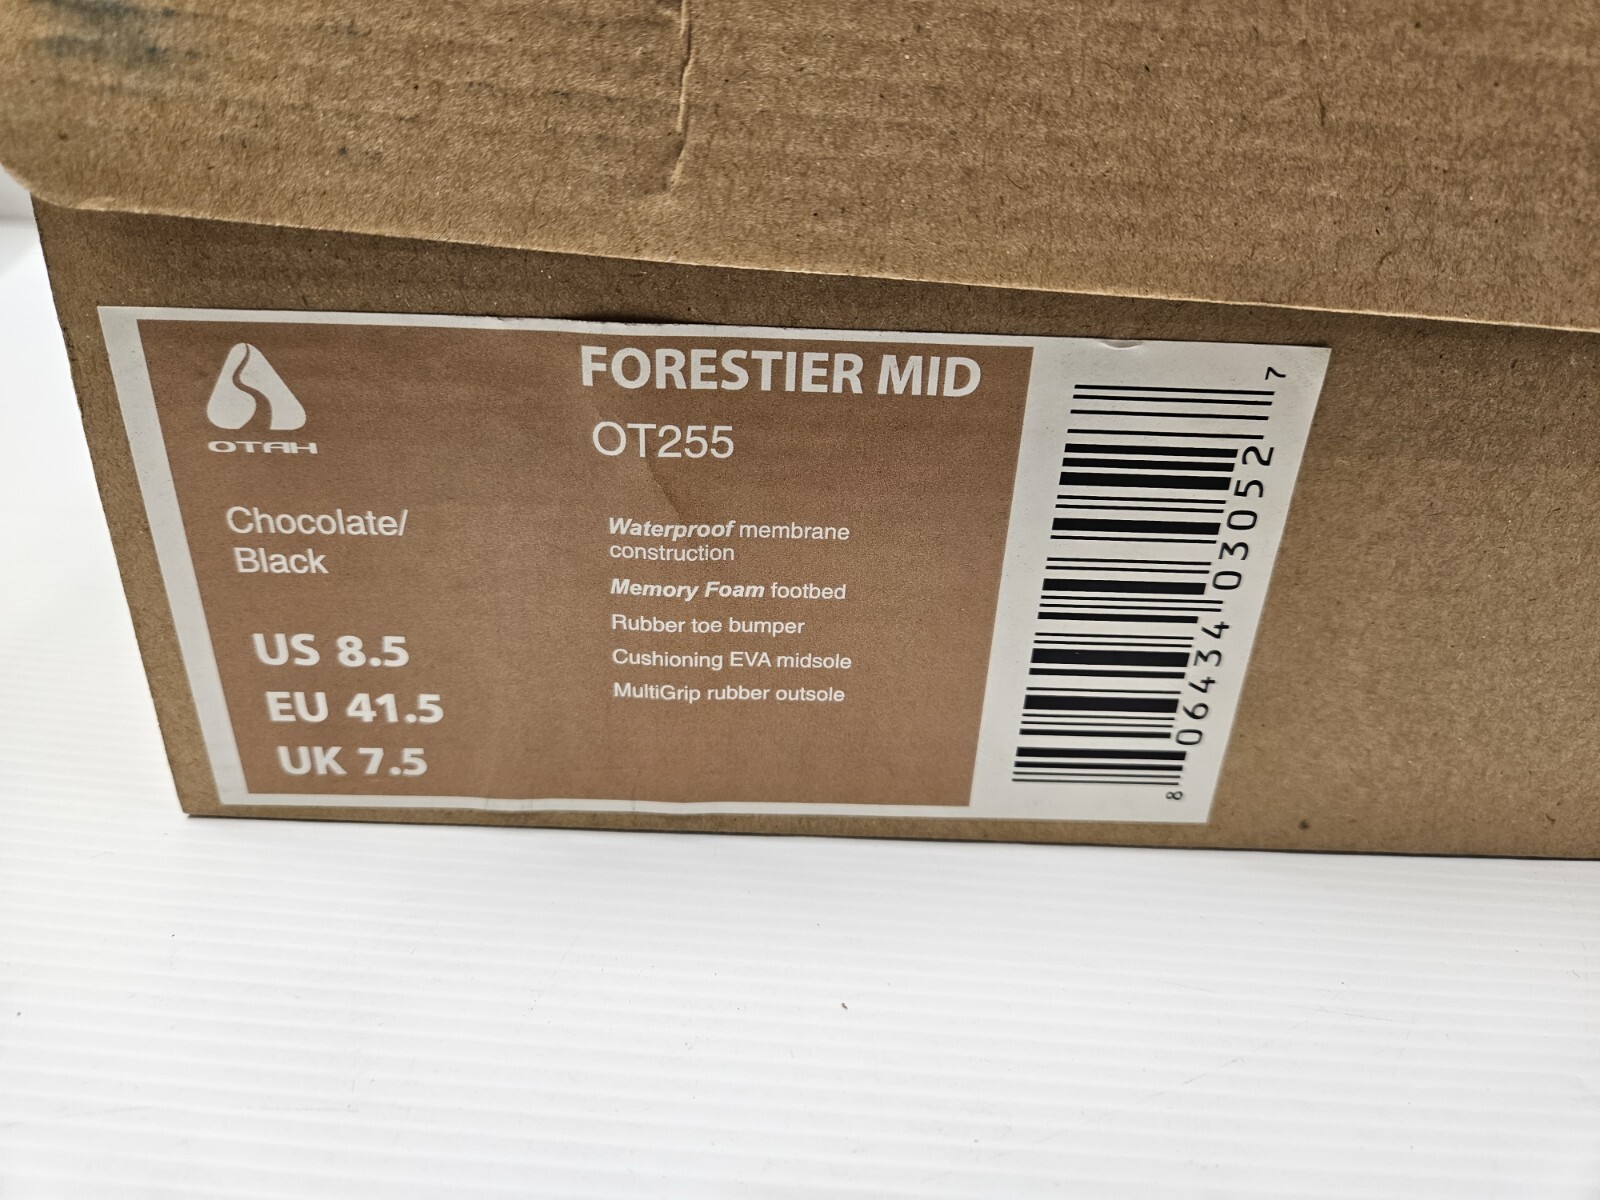 OTAH
FORESTIER MID
OT255
Chocolate/
Black
US 8.5
EU 41.5
UK 7.5
Waterproof membrane
construction
Memory Foam footbed
Rubber toe bumper
Cushioning EVA midsole
MultiGrip rubber outsole
8 06434 03052 7